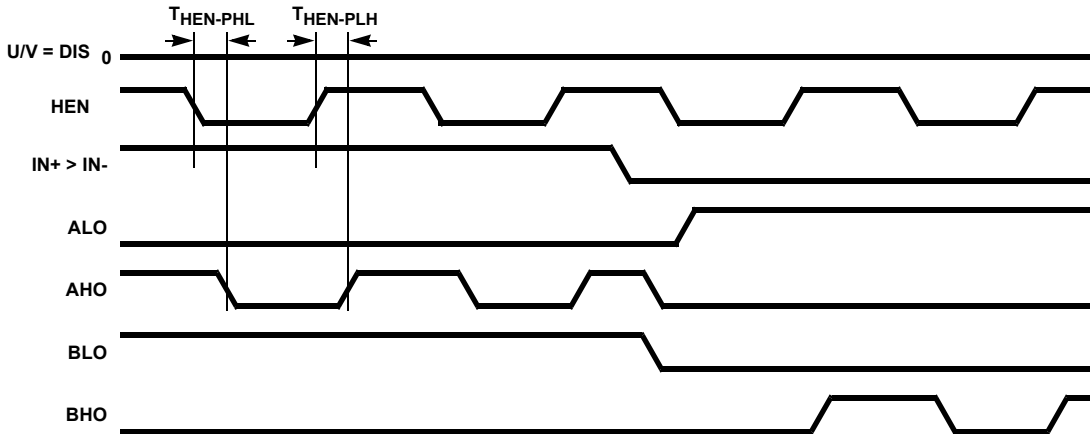 THEN-PHL THEN-PLH
U/V = DIS 0
HEN
IN+ > IN-
ALO
AHO
BLO
BHO